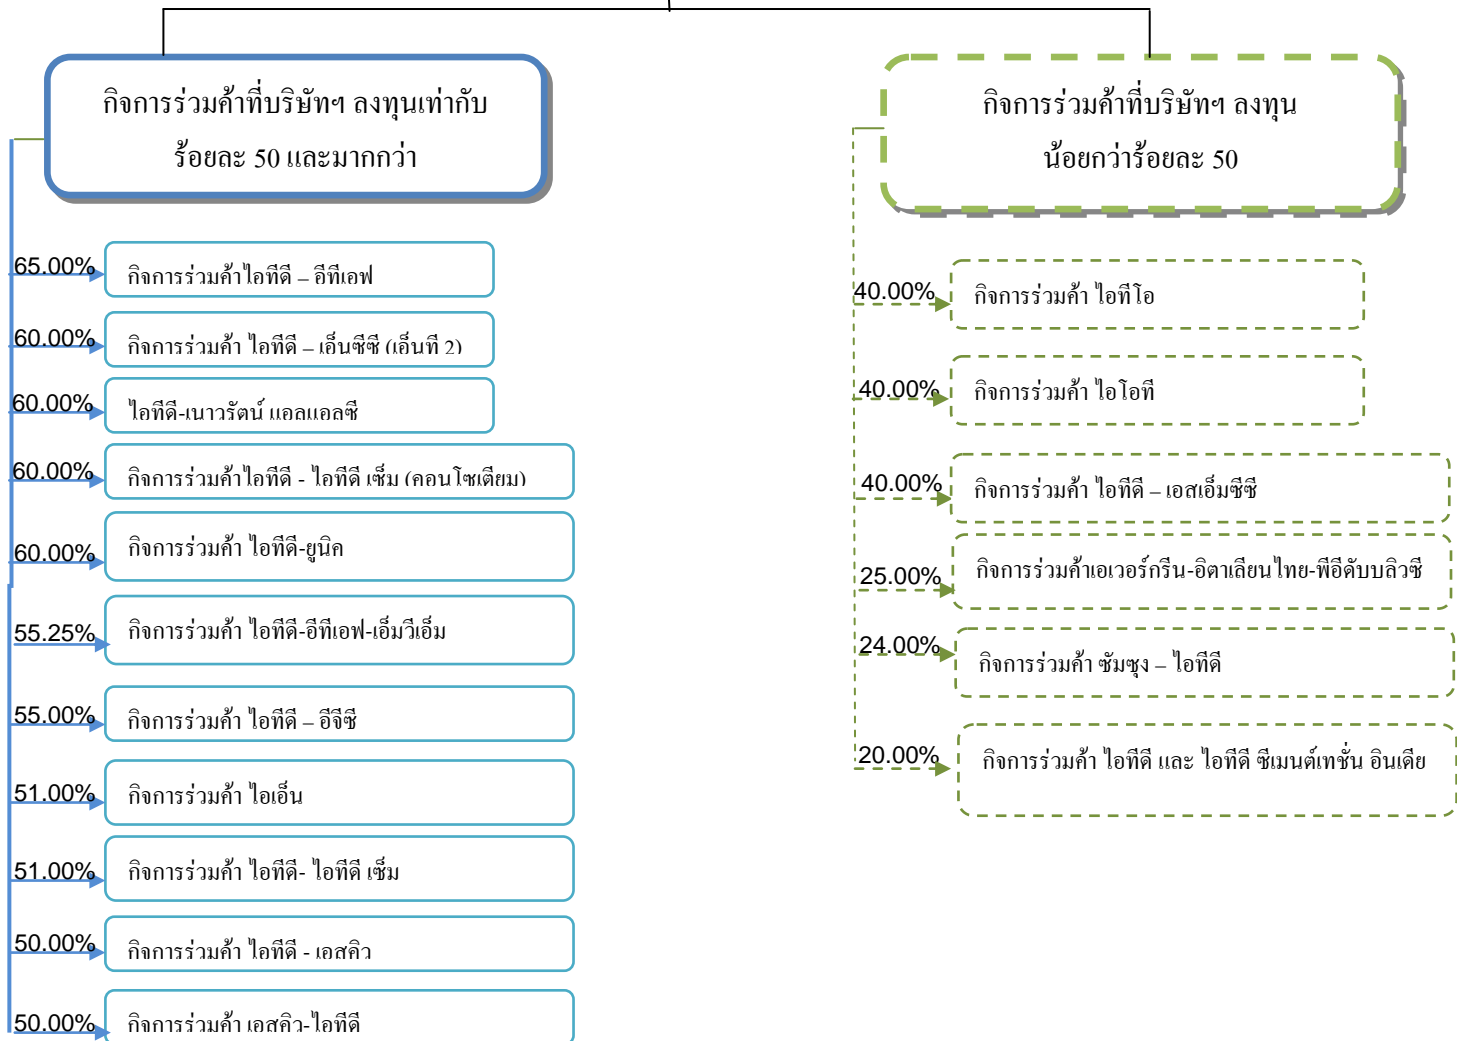 กิจการร่วมค้าที่บริษัทฯ ลงทุนเท่ากับ
ร้อยละ 50 และมากกว่า
65.00%
กิจการร่วมค้าไอทีดี – อีทีเอฟ
60.00%
กิจการร่วมค้า ไอทีดี – เอ็นซีซี (เอ็นที 2)
60.00%
ไอทีดี-เนาวรัตน์ แอลแอลซี
60.00%
กิจการร่วมค้าไอทีดี - ไอทีดี เซ็ม (คอนโซเตียม)
60.00%
กิจการร่วมค้า ไอทีดี-ยูนิค
55.25%
กิจการร่วมค้า ไอทีดี-อีทีเอฟ-เอ็มวีเอ็ม
55.00%
กิจการร่วมค้า ไอทีดี – อีจีซี
51.00%
กิจการร่วมค้า ไอเอ็น
51.00%
กิจการร่วมค้า ไอทีดี- ไอทีดี เซ็ม
50.00%
กิจการร่วมค้า ไอทีดี - เอสคิว
50.00%
กิจการร่วมค้า เอสคิว-ไอทีดี
กิจการร่วมค้าที่บริษัทฯ ลงทุน
น้อยกว่าร้อยละ 50
40.00%
กิจการร่วมค้า ไอทีโอ
40.00%
กิจการร่วมค้า ไอโอที
40.00%
กิจการร่วมค้า ไอทีดี – เอสเอ็มซีซี
25.00%
กิจการร่วมค้าเอเวอร์กรีน-อิตาเลียนไทย-พีอีดับบลิวซี
24.00%
กิจการร่วมค้า ซัมซุง – ไอทีดี
20.00%
กิจการร่วมค้า ไอทีดี และ ไอทีดี ซีเมนต์เทชั่น อินเดีย